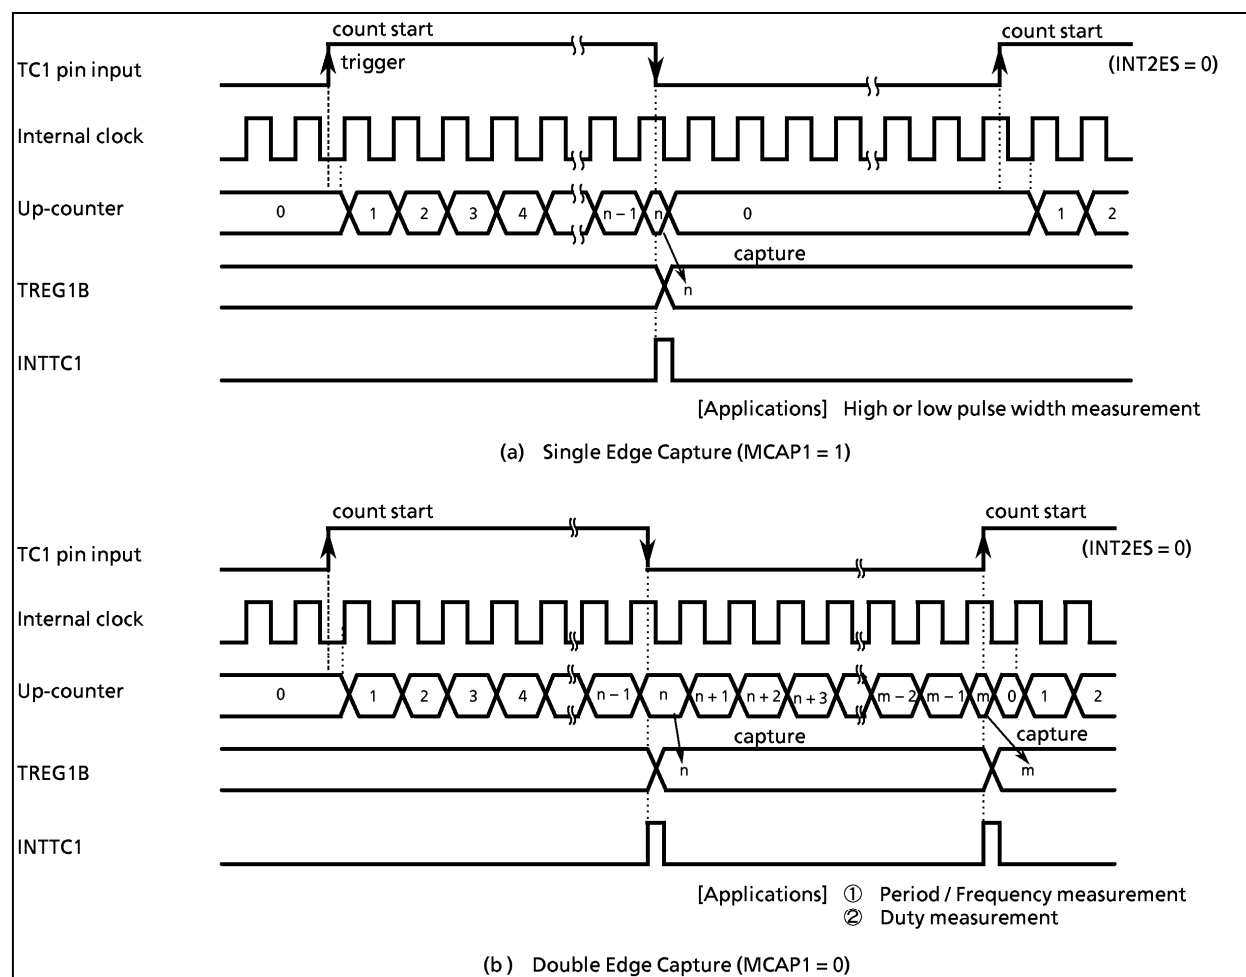 count start
count start
TC1 pin input
trigger
(INT2ES = 0)
Internal clock
Up-counter
0 1 2 3 4 n – 1 n 0 1 2
capture
TREG1B
n
INTTC1
[Applications] High or low pulse width measurement
(a) Single Edge Capture (MCAP1 = 1)
count start
count start
TC1 pin input
(INT2ES = 0)
Internal clock
Up-counter
0 1 2 3 4 n – 1 n n + 1 n + 2 n + 3 m – 2 m – 1 m 0 1 2
capture
capture
TREG1B
n
m
INTTC1
[Applications] ① Period / Frequency measurement
② Duty measurement
(b ) Double Edge Capture (MCAP1 = 0)